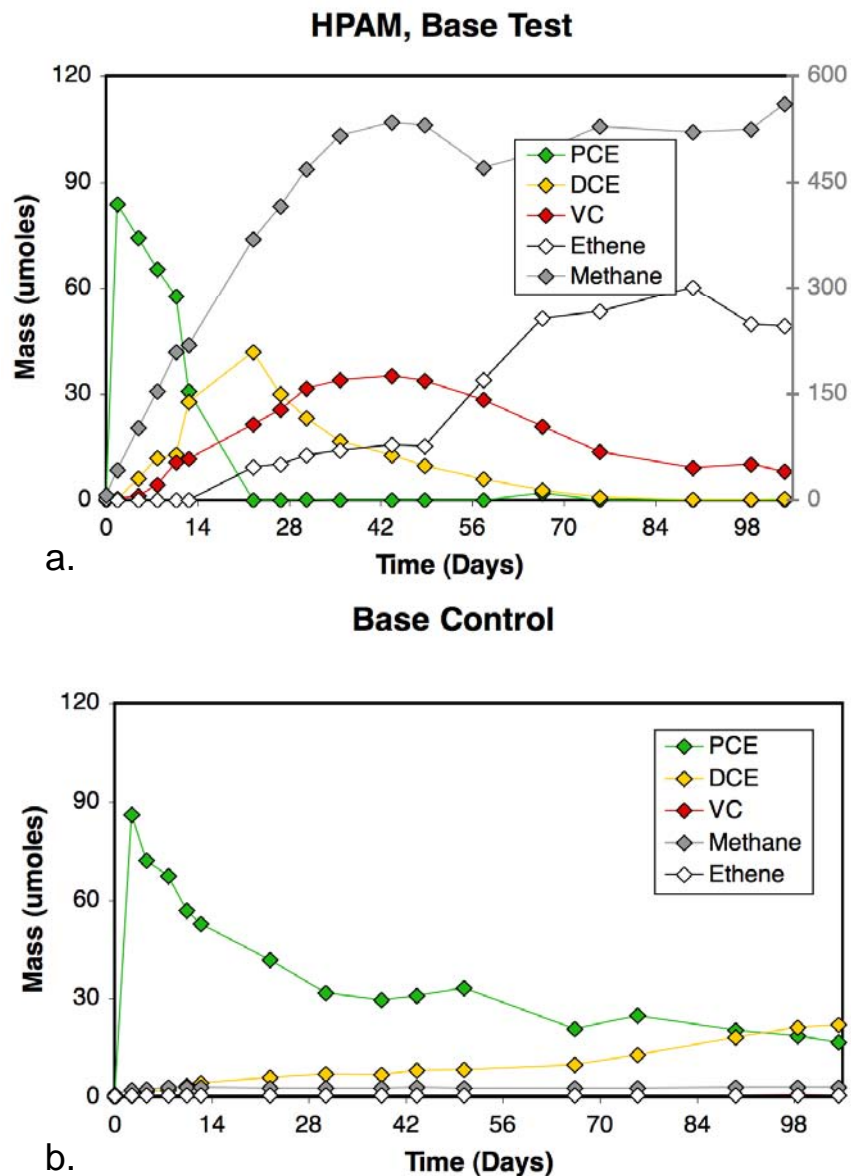 HPAM, Base Test
120
90
60
30
0
600
450
300
150
0
PCE
DCE
VC
Ethene
Methane
Mass (umoles)
0 14 28 42 56 70 84 98
Time (Days)
a.
Base Control
120
90
60
30
0
PCE
DCE
VC
Methane
Ethene
Mass (umoles)
0 14 28 42 56 70 84 98
Time (Days)
b.